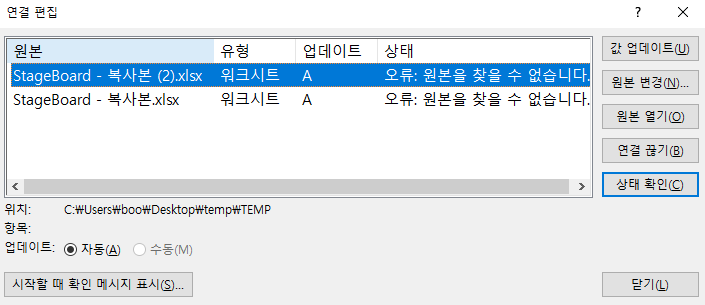 연결 편집 ? ×
원본 유형 업데이트 상태
StageBoard - 복사본 (2).xlsx 워크시트 A 오류: 원본을 찾을 수 없습니다.
StageBoard - 복사본.xlsx 워크시트 A 오류: 원본을 찾을 수 없습니다.
값 업데이트(U)
원본 변경(N)...
원본 열기(O)
연결 끊기(B)
상태 확인(C)
위치: C:₩Users₩boo₩Desktop₩temp₩TEMP
항목:
업데이트: 자동(A) 수동(M)
시작할 때 확인 메시지 표시(S)... 닫기(L)